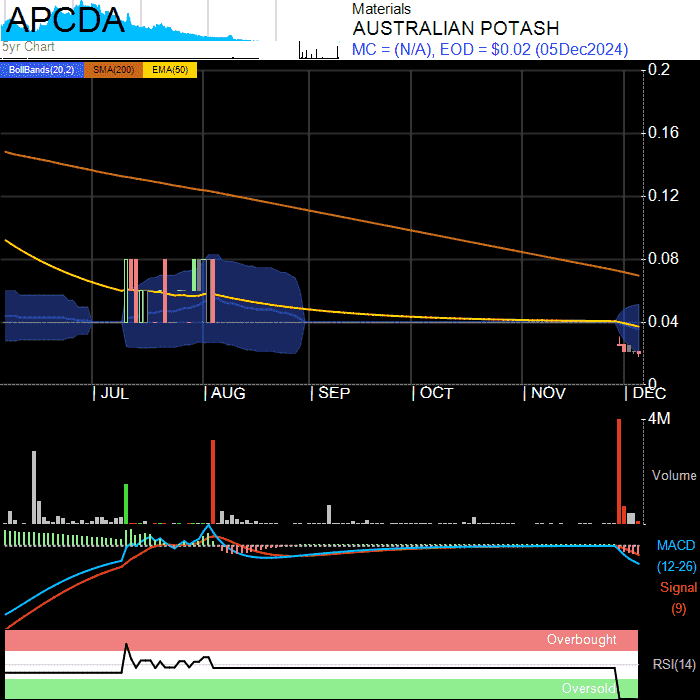 APCDA
5yr Chart
Materials
AUSTRALIAN POTASH
MC = (N/A), EOD = $0.02 (05Dec2024)
BollBands(20,2) SMA(200) EMA(50)
0.2
0.16
0.12
0.08
0.04
0
JUL AUG SEP OCT NOV DEC
4M
Volume
MACD
(12-26)
Signal
(9)
Overbought
RSI(14)
Oversold